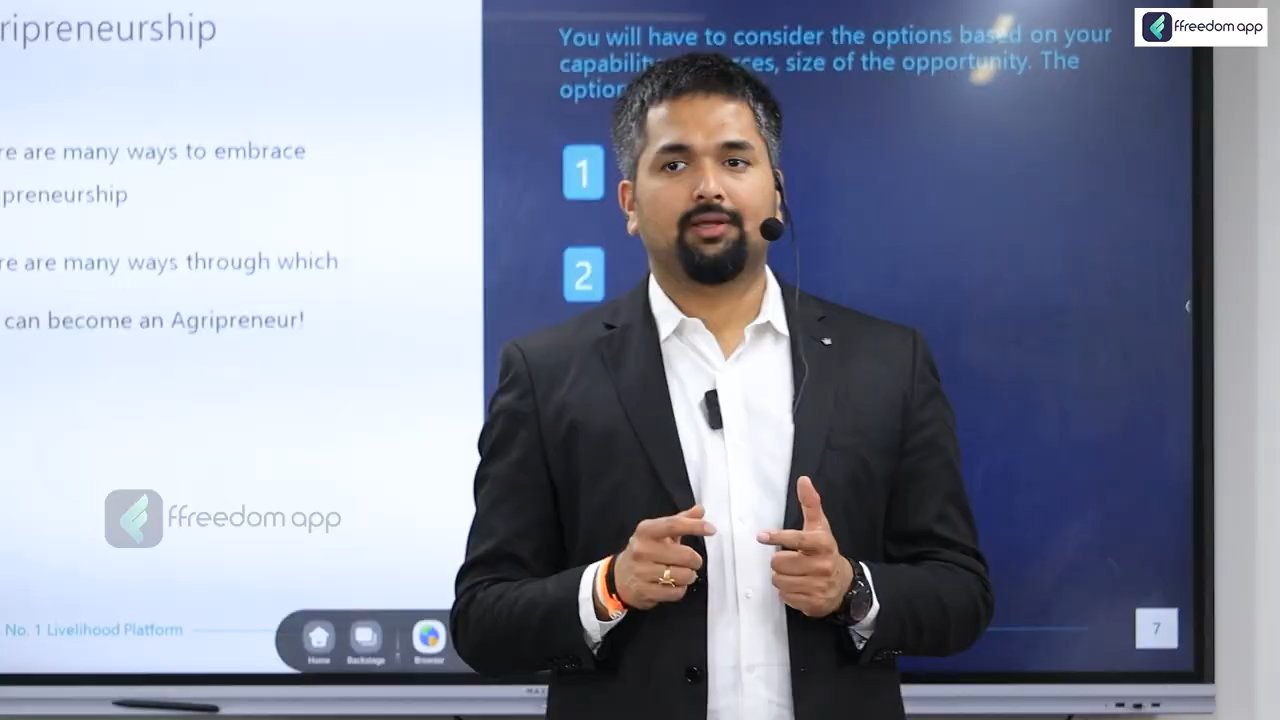 ripreneurship
re are many ways to embrace
preneurship
re are many ways through which
can become an Agripreneur!
ffreedom app
No. 1 Livelihood Platform
Home
Backstage
Browser
You will have to consider the options based on your
capability size of the opportunity. The
1
2
7
ffreedom app